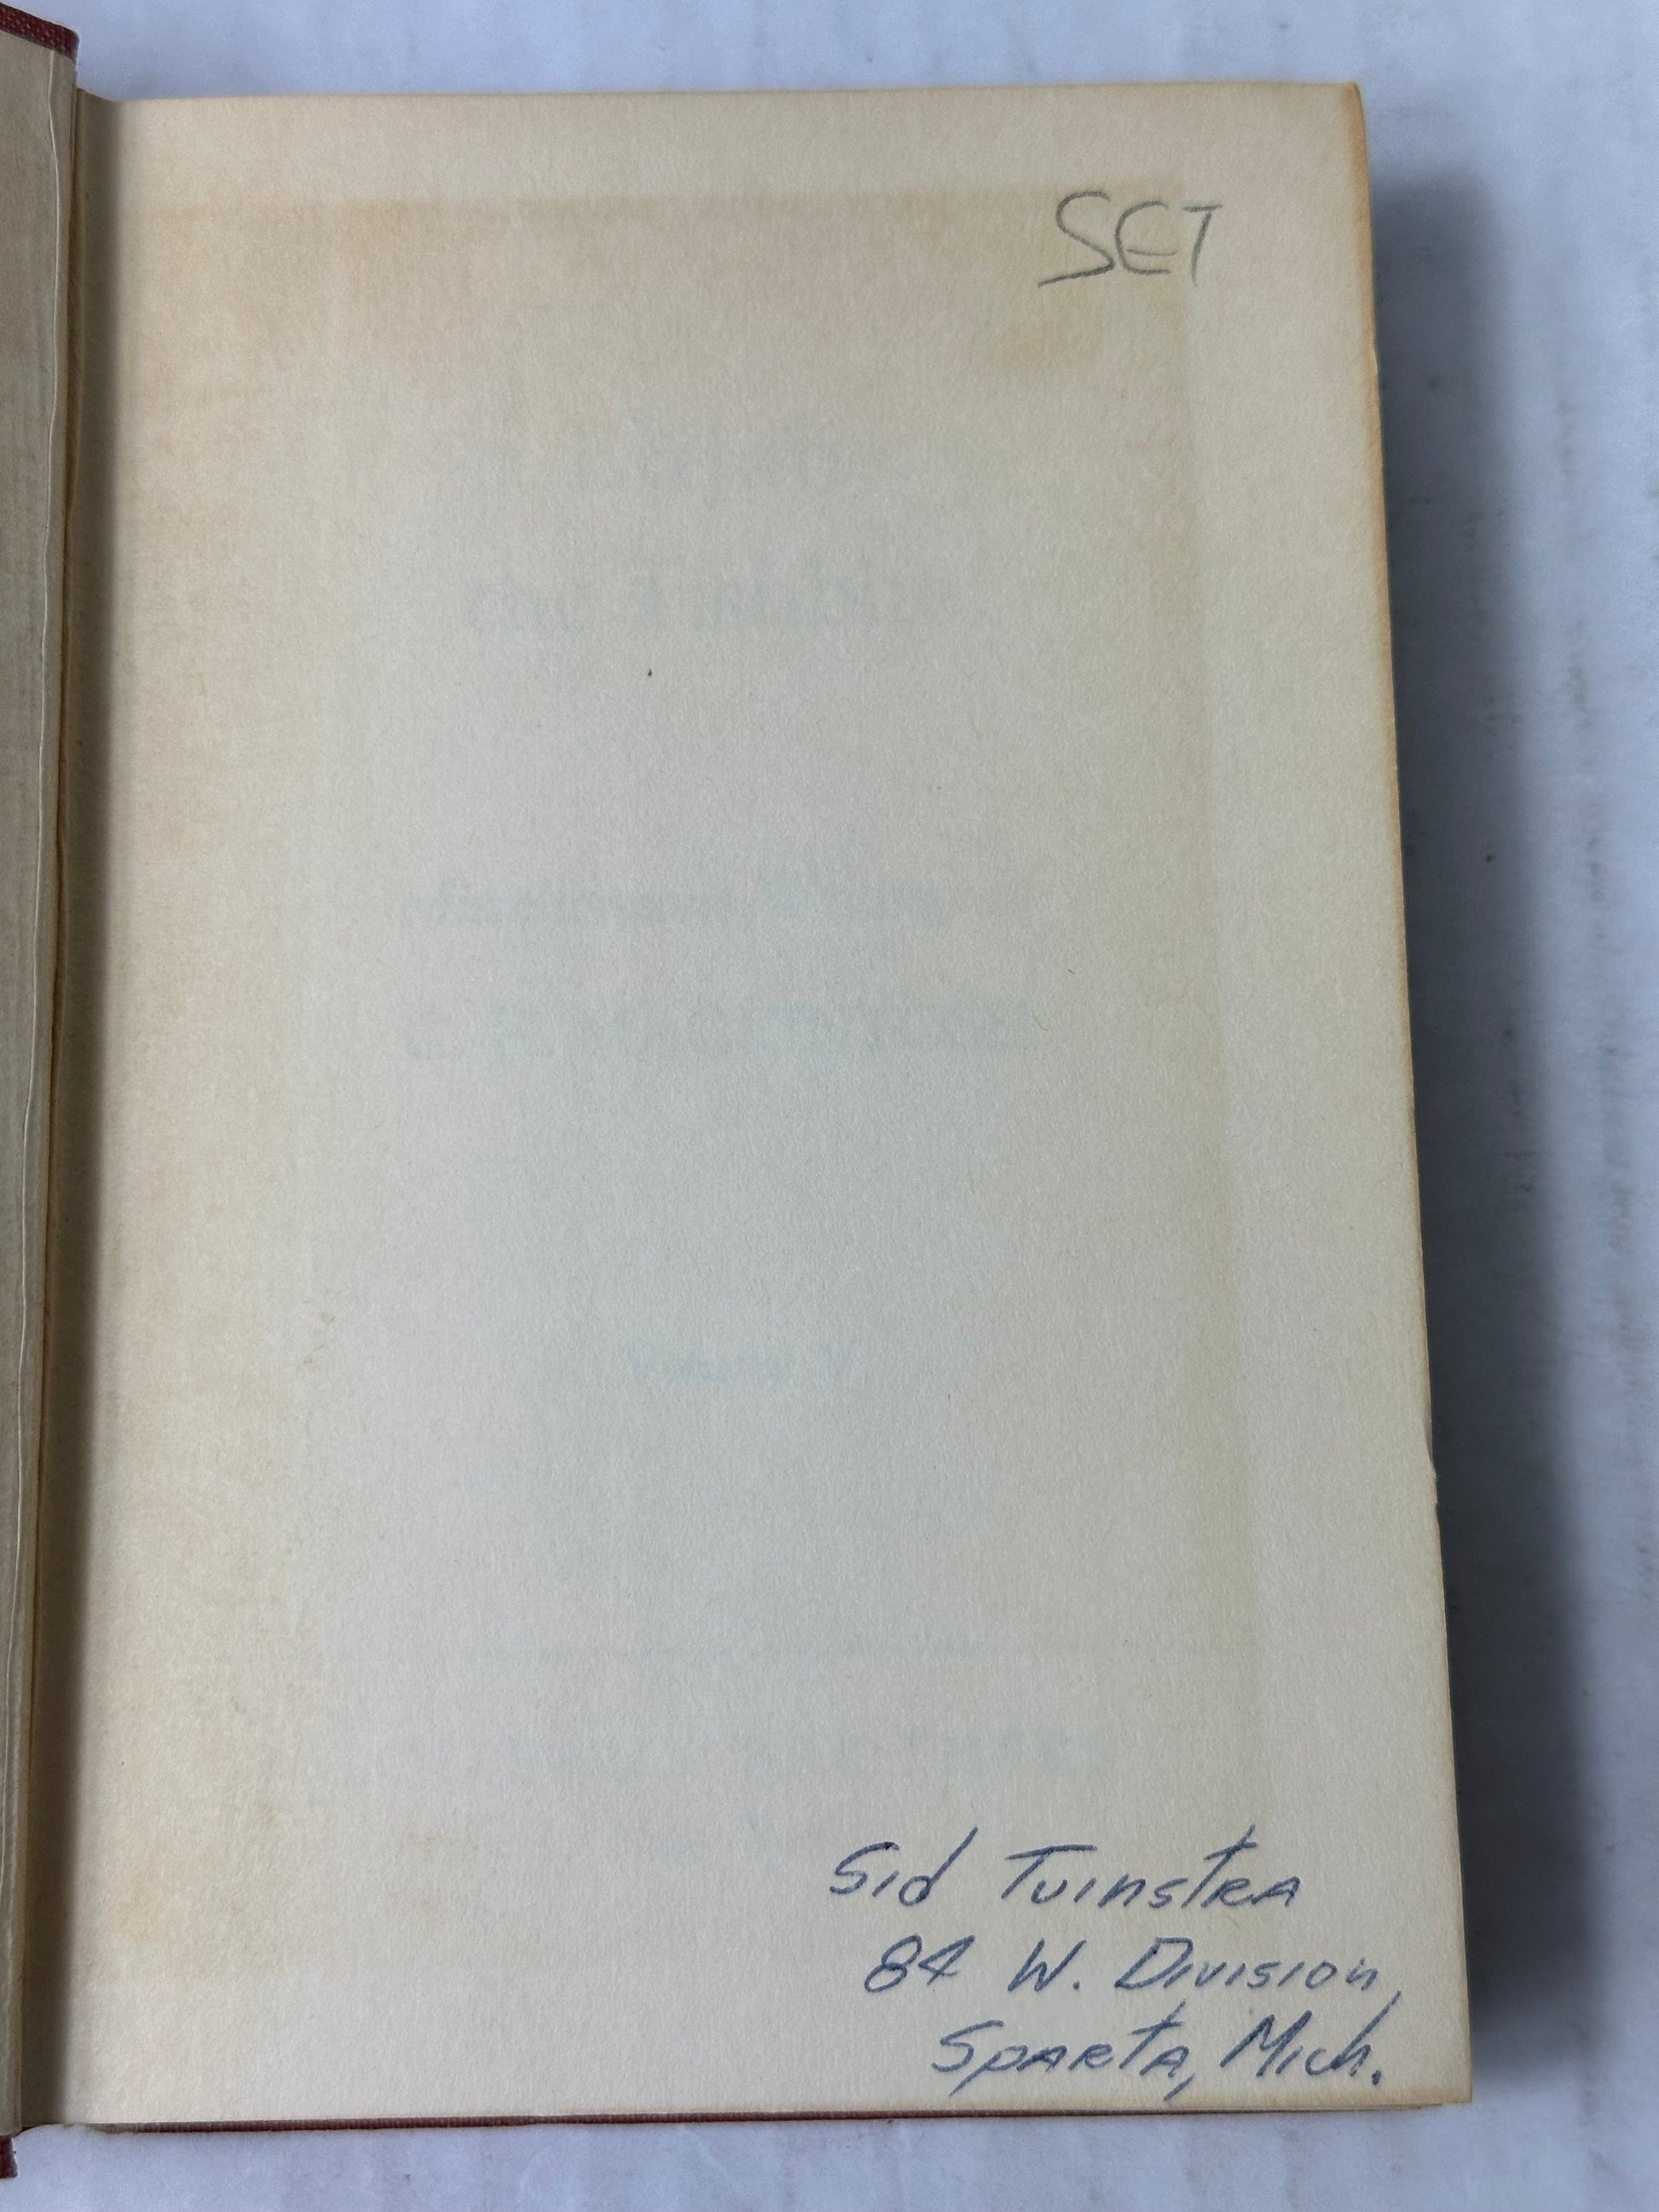 SET
Sid Tuinstra
84 W. Division,
Sparta, Mich.